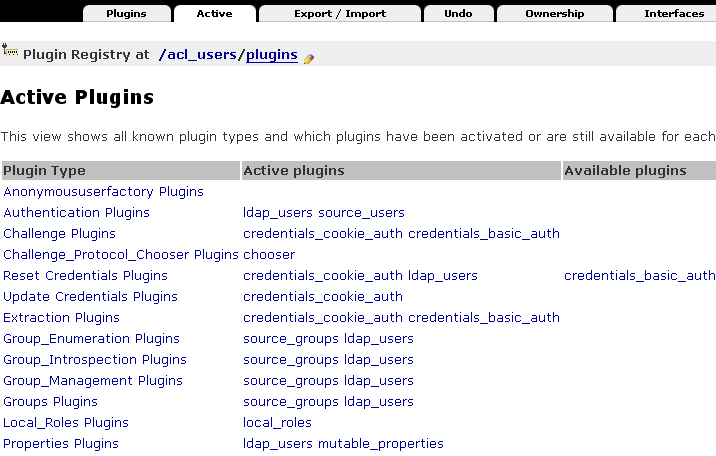 Plugins Active Export / Import Undo Ownership Interfaces
Plugin Registry at /acl_users/plugins
Active Plugins
This view shows all known plugin types and which plugins have been activated or are still available for each
Plugin Type Active plugins Available plugins
Anonymoususerfactory Plugins
Authentication Plugins ldap_users source_users
Challenge Plugins credentials_cookie_auth credentials_basic_auth
Challenge_Protocol_Chooser Plugins chooser
Reset Credentials Plugins credentials_cookie_auth ldap_users credentials_basic_auth
Update Credentials Plugins credentials_cookie_auth
Extraction Plugins credentials_cookie_auth credentials_basic_auth
Group_Enumeration Plugins source_groups ldap_users
Group_Introspection Plugins source_groups ldap_users
Group_Management Plugins source_groups ldap_users
Groups Plugins source_groups ldap_users
Local_Roles Plugins local_roles
Properties Plugins ldap_users mutable_properties